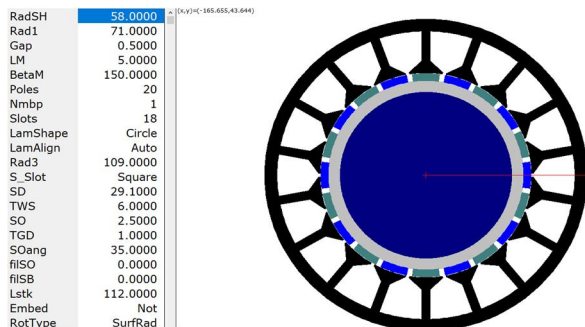 RadSH 58.0000
(x,y)=(-165.655,43.644)
Rad1 71.0000
Gap 0.5000
LM 5.0000
BetaM 150.0000
Poles 20
Nmbp 1
Slots 18
LamShape Circle
LamAlign Auto
Rad3 109.0000
S_Slot Square
SD 29.1000
TWS 6.0000
SO 2.5000
TGD 1.0000
SOang 35.0000
filSO 0.0000
filSB 0.0000
Lstk 112.0000
Embed Not
RotType SurfRad